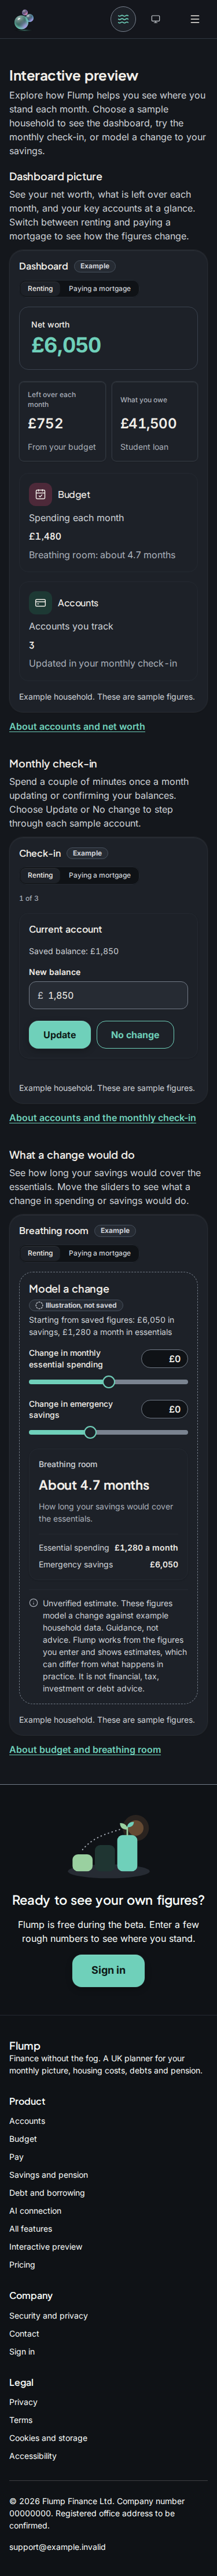 Interactive preview
Explore how Flump helps you see where you
stand each month. Choose a sample
household to see the dashboard, try the
monthly check-in, or model a change to your
savings.
Dashboard picture
See your net worth, what is left over each
month, and your key accounts at a glance.
Switch between renting and paying a
mortgage to see how the figures change.
Dashboard Example
Renting Paying a mortgage
Net worth
£6,050
Left over each
month
£752
From your budget
What you owe
£41,500
Student loan
Budget
Spending each month
£1,480
Breathing room: about 4.7 months
Accounts
Accounts you track
3
Updated in your monthly check-in
Example household. These are sample figures.
About accounts and net worth
Monthly check-in
Spend a couple of minutes once a month
updating or confirming your balances.
Choose Update or No change to step
through each sample account.
Check-in Example
Renting Paying a mortgage
1 of 3
Current account
Saved balance: £1,850
New balance
£ 1,850
Update No change
Example household. These are sample figures.
About accounts and the monthly check-in
What a change would do
See how long your savings would cover the
essentials. Move the sliders to see what a
change in spending or savings would do.
Breathing room Example
Renting Paying a mortgage
Model a change
Illustration, not saved
Starting from saved figures: £6,050 in
savings, £1,280 a month in essentials
Change in monthly
essential spending
£0
Change in emergency
savings
£0
Breathing room
About 4.7 months
How long your savings would cover
the essentials.
Essential spending £1,280 a month
Emergency savings £6,050
Unverified estimate. These figures
model a change against example
household data. Guidance, not
advice. Flump works from the figures
you enter and shows estimates, which
can differ from what happens in
practice. It is not financial, tax,
investment or debt advice.
Example household. These are sample figures.
About budget and breathing room
Ready to see your own figures?
Flump is free during the beta. Enter a few
rough numbers to see where you stand.
Sign in
Flump
Finance without the fog. A UK planner for your
monthly picture, housing costs, debts and pension.
Product
Accounts
Budget
Pay
Savings and pension
Debt and borrowing
AI connection
All features
Interactive preview
Pricing
Company
Security and privacy
Contact
Sign in
Legal
Privacy
Terms
Cookies and storage
Accessibility
© 2026 Flump Finance Ltd. Company number
00000000. Registered office address to be
confirmed.
support@example.invalid